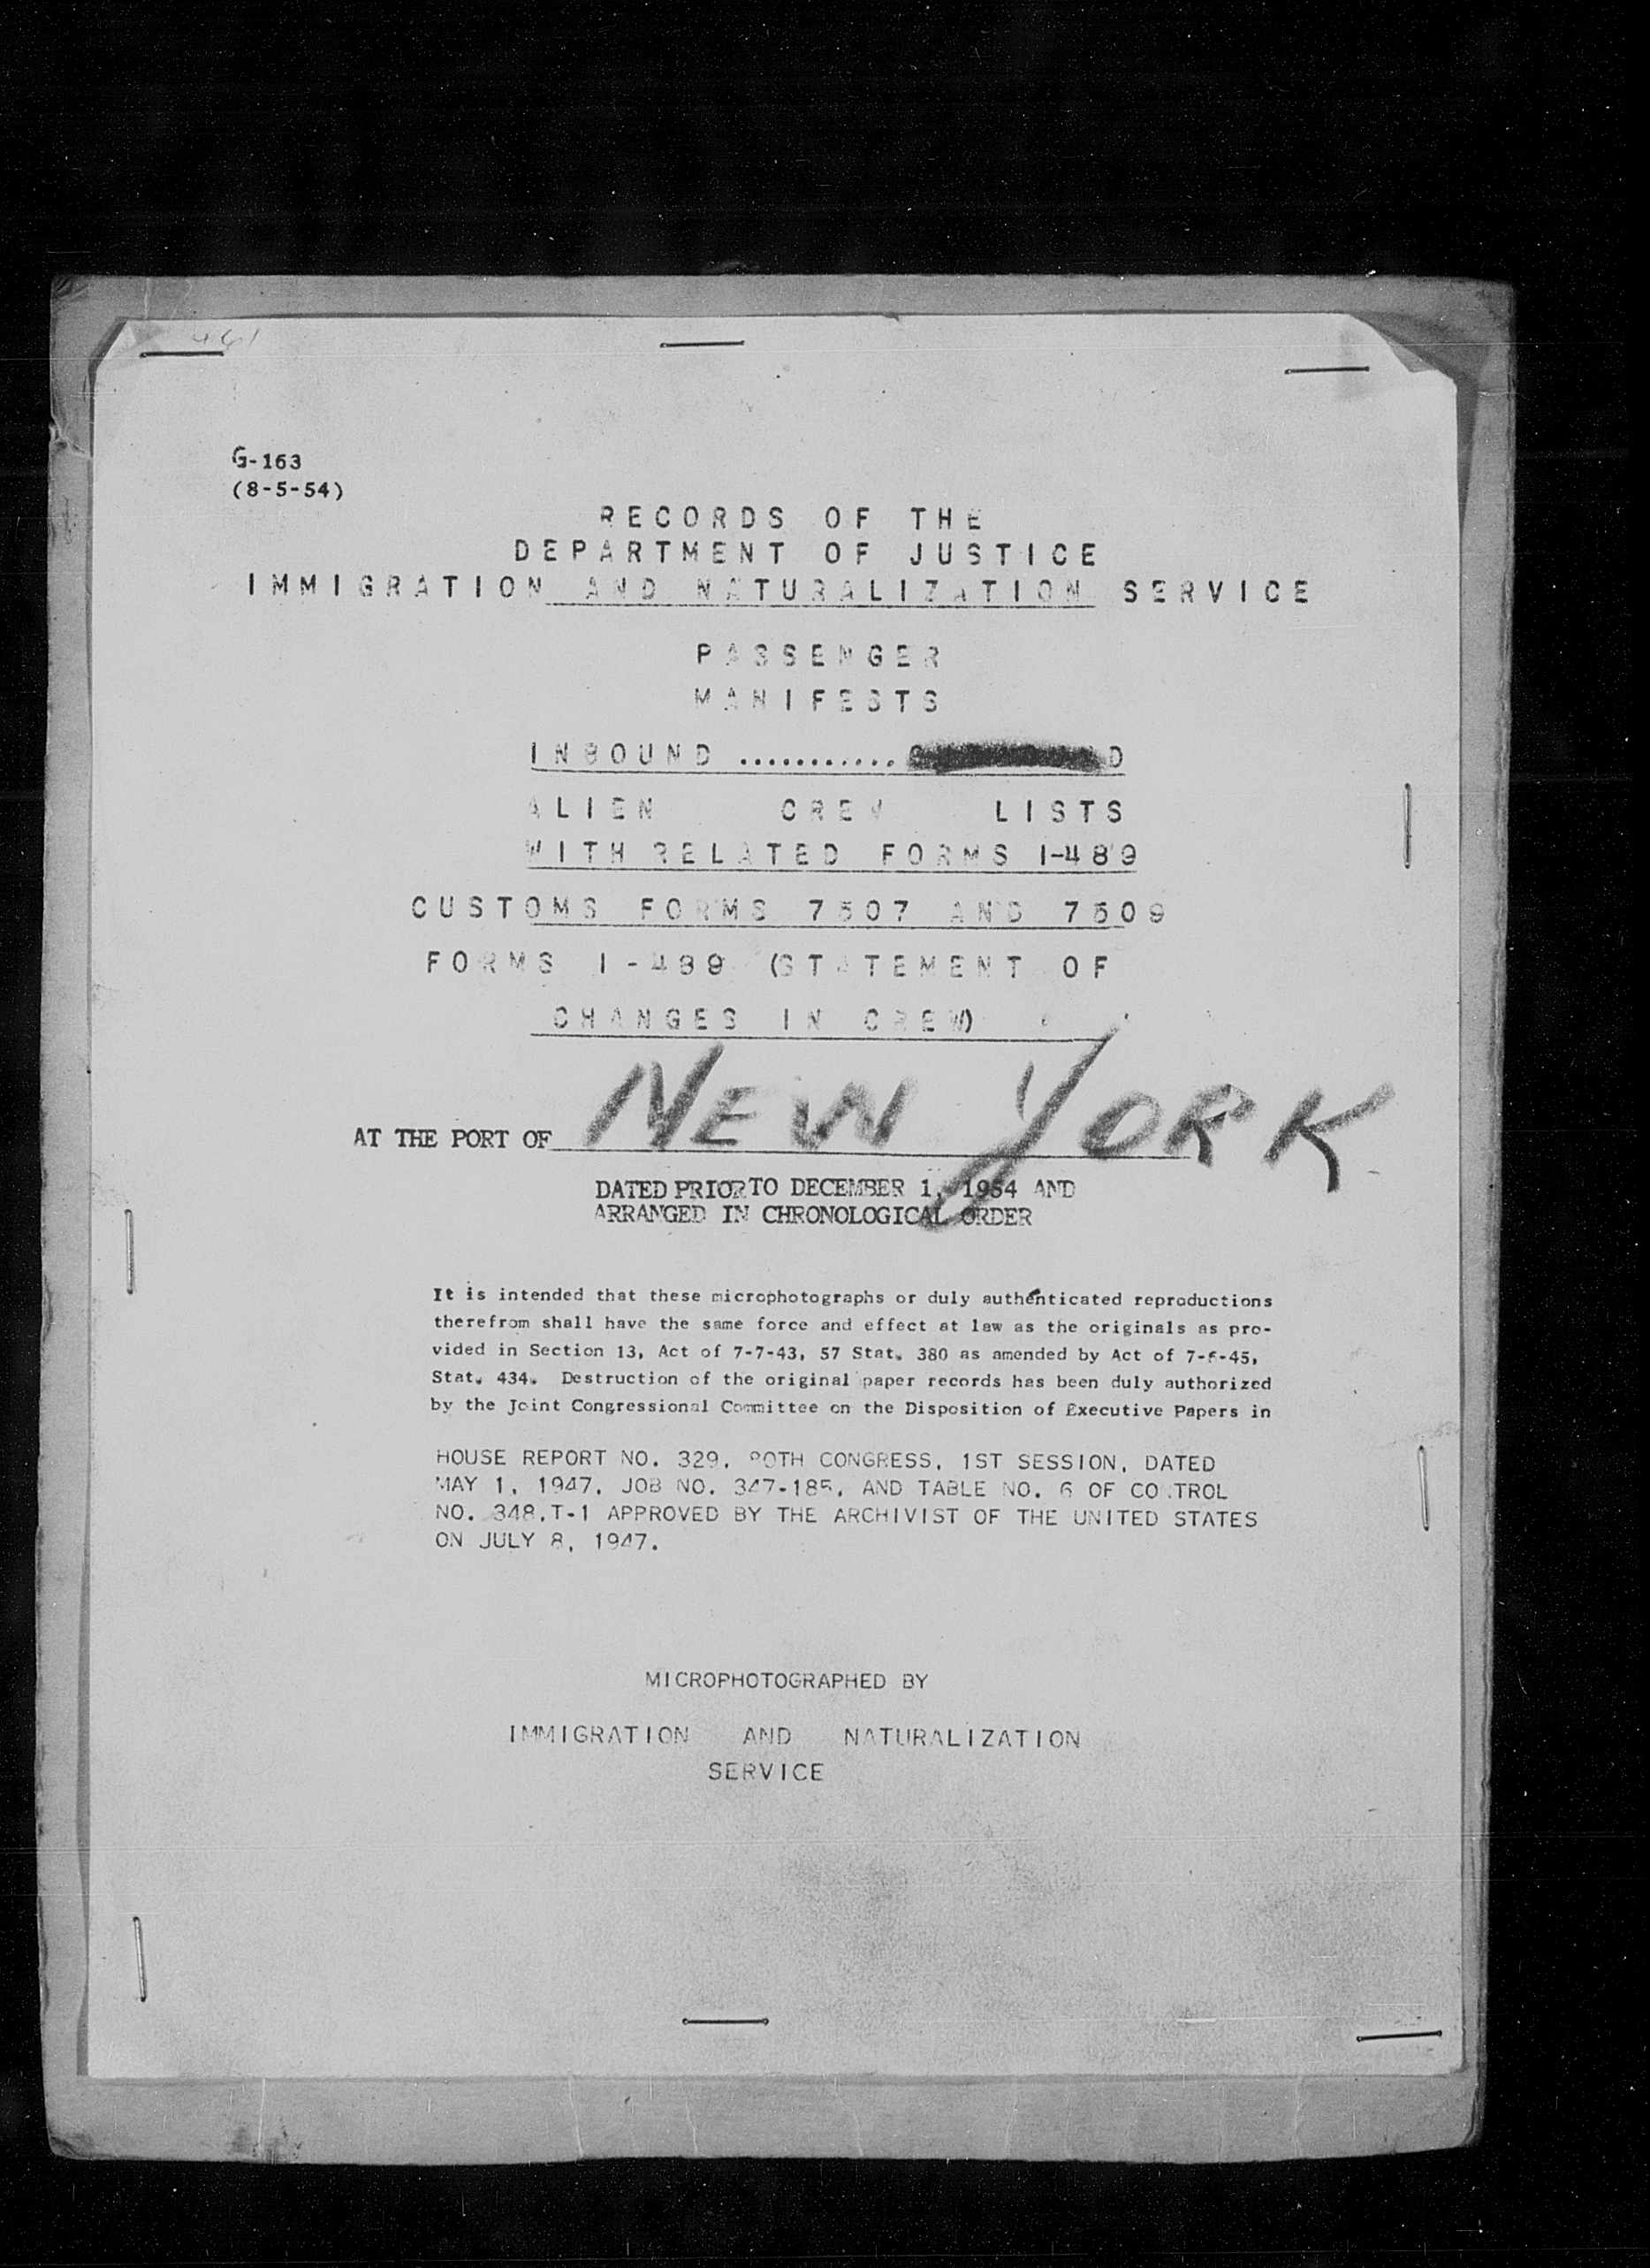 G-163
(8-5-54)
RECORDS OF THE
DEPARTMENT OF JUSTICE
IMMIGRATION AND NATURALIZATION SERVICE
PASSENGER
MANIFESTS
INBOUND ...........
ALIEN CREW LISTS
WITH RELATED FORMS I-489
CUSTOMS FORMS 7507 AND 7509
FORMS I-489 (STATEMENT OF
CHANGES IN CREW)
AT THE PORT OF NEW YORK
DATED PRIOR TO DECEMBER 1, 1954 AND
ARRANGED IN CHRONOLOGICAL ORDER
It is intended that these microphotographs or duly authenticated reproductions
therefrom shall have the same force and effect at law as the originals as pro-
vided in Section 13, Act of 7-7-43, 57 Stat. 380 as amended by Act of
Stat. 434. Destruction of the original paper records has been duly authorized
by the Joint Congressional Committee on the Disposition of Executive Papers in
HOUSE REPORT NO. 329, 80TH CONGRESS, 1ST SESSION, DATED
MAY 1, 1947, JOB NO. 347-185, AND TABLE NO. 6 OF CO TROL
NO. 348,T-1 APPROVED BY THE ARCHIVIST OF THE UNITED STATES
ON JULY 8, 1947.
MICROPHOTOGRAPHED BY
IMMIGRATION AND NATURALIZATION
SERVICE